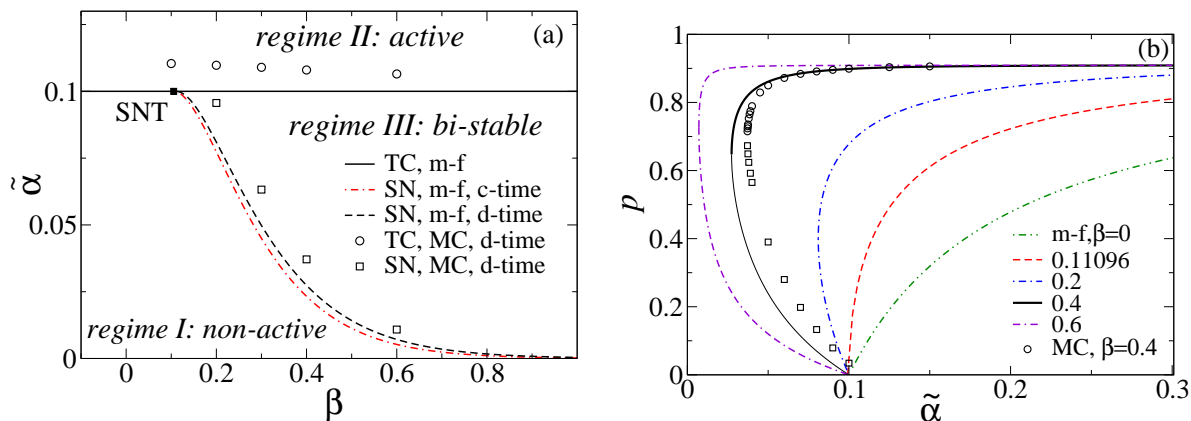 regime II: active
(a)
0.1
SNT
regime III: bi-stable
α̃
TC, m-f
SN, m-f, c-time
SN, m-f, d-time
TC, MC, d-time
SN, MC, d-time
0.05
regime I: non-active
0
0 0.2 0.4 0.6 0.8
β
1
(b)
0.8
0.6
p
0.4
0.2
0
m-f,β=0
0.11096
0.2
0.4
0.6
MC, β=0.4
0 0.1 0.2 0.3
α̃